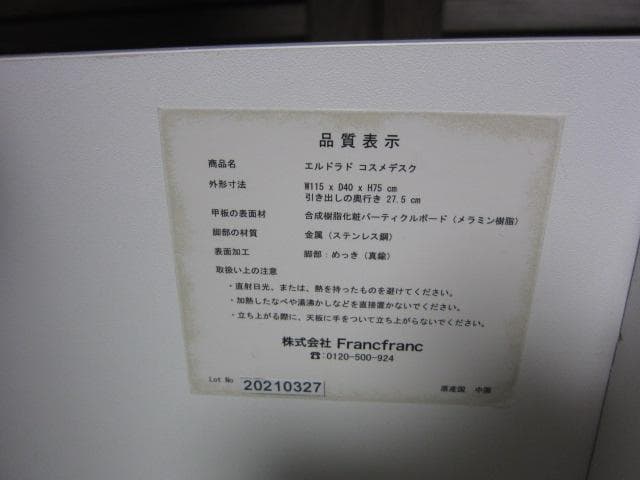 品質表示
商品名 エルドラド コスメデスク
外形寸法 W115 x D40 x H75 cm
引き出しの奥行き 27.5 cm
甲板の表面材 合成樹脂化粧パーティクルボード（メラミン樹脂）
脚部の材質 金属（ステンレス鋼）
表面加工 脚部：めっき（真鍮）
取扱い上の注意
・直射日光、または、熱を持ったものを避けてください。
・加熱したなべや湯沸かしなどを直接置かないでください。
・立ち上がる際に、天板に手をついて立ち上がらないでください。
株式会社 Francfranc
☎:0120-500-924
Lot No 20210327 原産国 中国